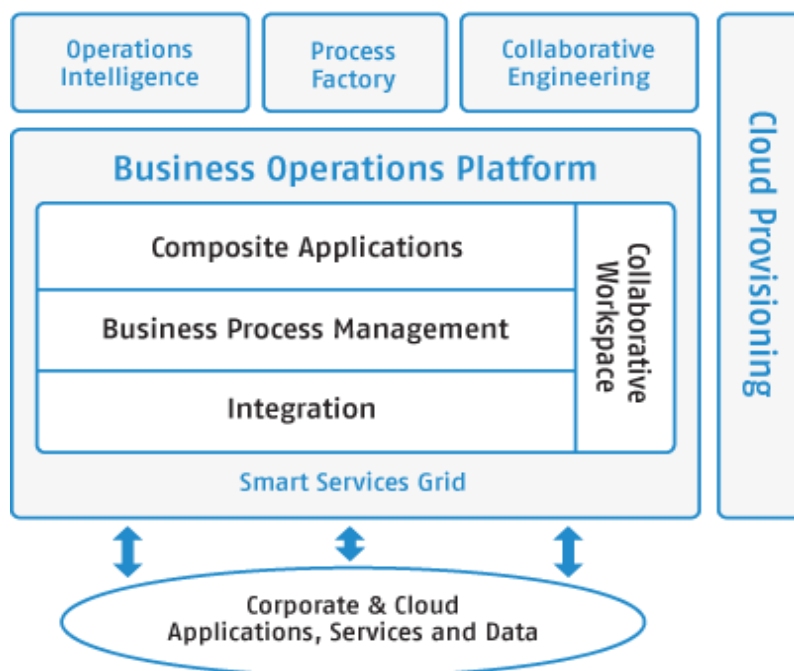 Operations
Intelligence
Process
Factory
Collaborative
Engineering
Business Operations Platform
Composite Applications
Business Process Management
Integration
Collaborative
Workspace
Smart Services Grid
Cloud Provisioning
Corporate & Cloud
Applications, Services and Data